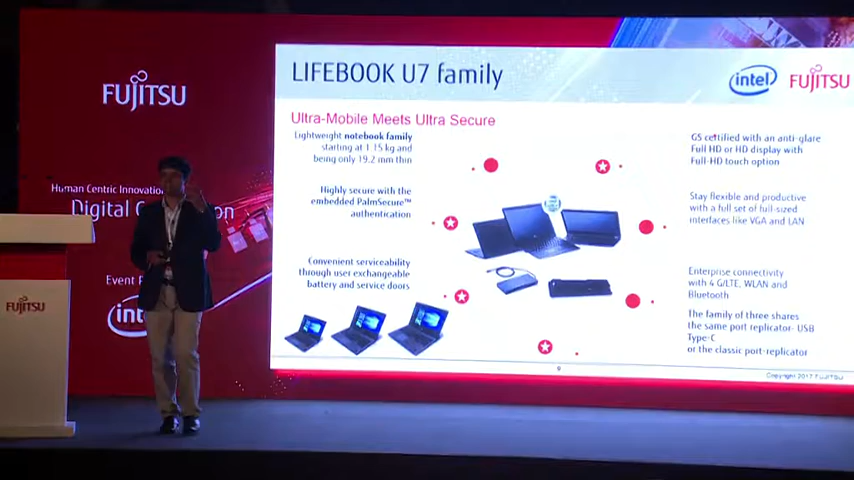 FUJITSU
Human Centric Innovation
Digital
Event
intel
FUJITSU
LIFEBOOK U7 family
intel
FUJITSU
Ultra-Mobile Meets Ultra Secure
Lightweight notebook family
starting at 1.15 kg and
being only 19.2 mm thin
Highly secure with the
embedded PalmSecure™
authentication
Convenient serviceability
through user exchangeable
battery and service doors
GS certified with an anti-glare
Full HD or HD display with
Full-HD touch option
Stay flexible and productive
with a full set of full-sized
interfaces like VGA and LAN
Enterprise connectivity
with 4 G/LTE, WLAN and
Bluetooth
The family of three shares
the same port replicator- USB
Type-C
or the classic port-replicator
Copyright 2017 FUJITSU